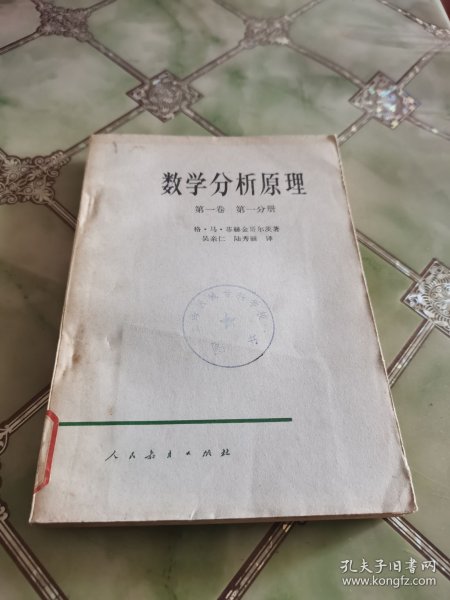 数学分析原理
第一卷 第一分册
格·马·菲赫金哥尔茨著
吴亲仁 陆秀丽 译
人民教育出版社
孔夫子旧书网
www.kongfz.com